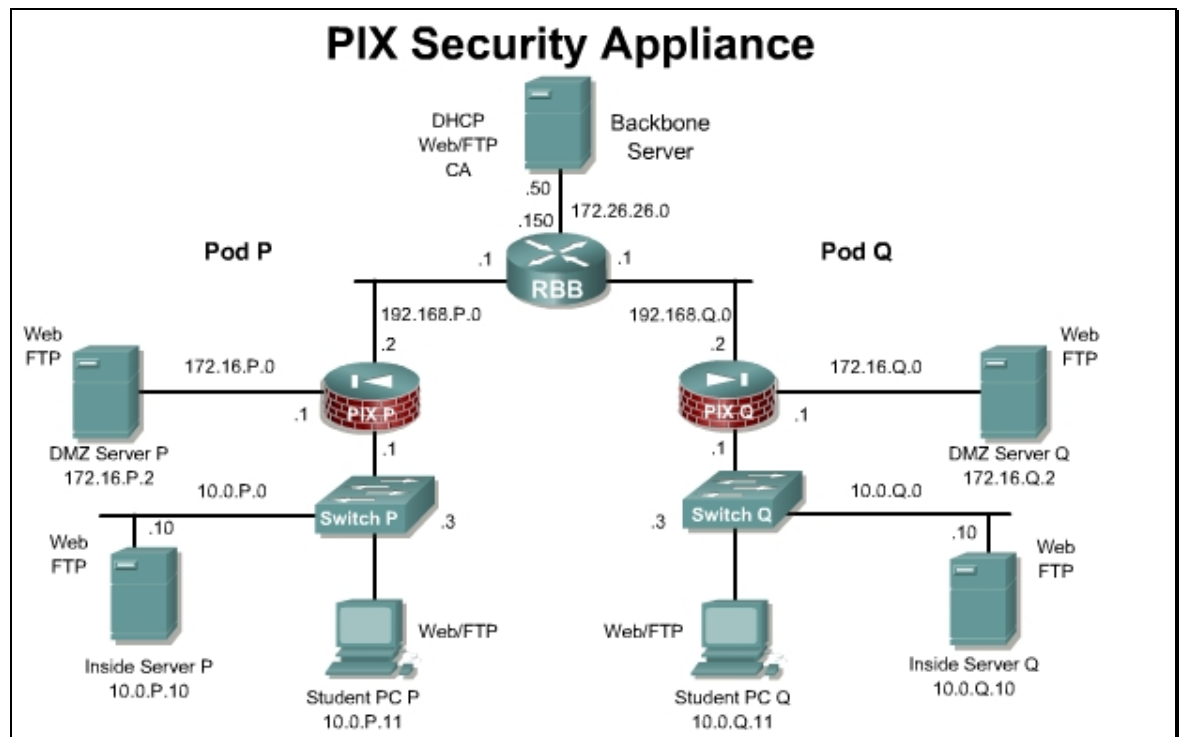 PIX Security Appliance
DHCP
Web/FTP
CA
Backbone
Server
.50
.150
172.26.26.0
Pod P
Pod Q
.1
.1
RBB
192.168.P.0
192.168.Q.0
Web
FTP
172.16.P.0
.2
.2
172.16.Q.0
Web
FTP
.1
PIX P
PIX Q
.1
DMZ Server P
172.16.P.2
.1
.1
DMZ Server Q
172.16.Q.2
10.0.P.0
10.0.Q.0
Switch P
.3
.3
Switch Q
.10
.10
Web
FTP
Web
FTP
Web/FTP
Web/FTP
Inside Server P
10.0.P.10
Student PC P
10.0.P.11
Student PC Q
10.0.Q.11
Inside Server Q
10.0.Q.10